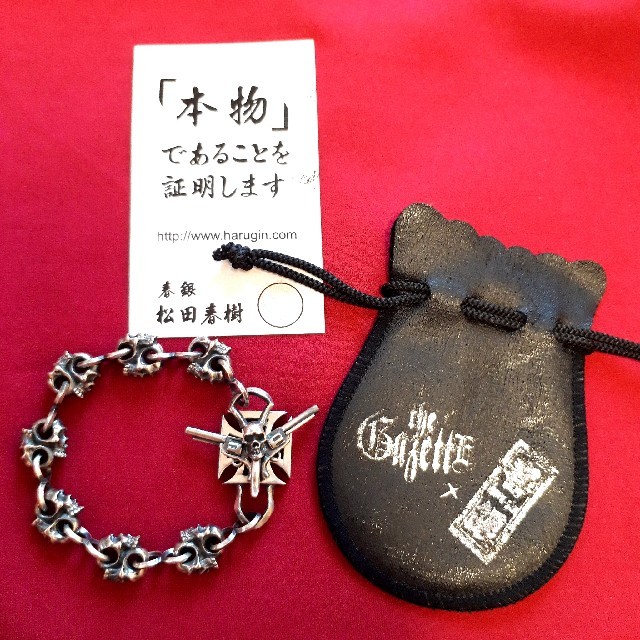 「本物」
であることを
証明します
http://www.harugin.com
春銀
松田春樹
the
GazettE
x